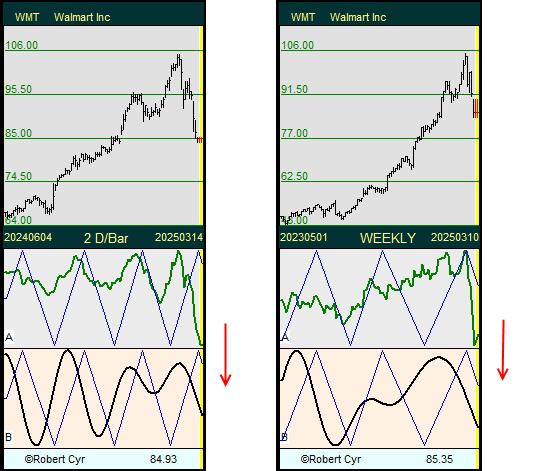 WMT Walmart Inc
106.00
95.50
85.00
74.50
64.00
20240604 2 D/Bar 20250314
A
B
©Robert Cyr 84.93
WMT Walmart Inc
106.00
91.50
77.00
62.50
20230501 WEEKLY 20250310
A
B
©Robert Cyr 85.35